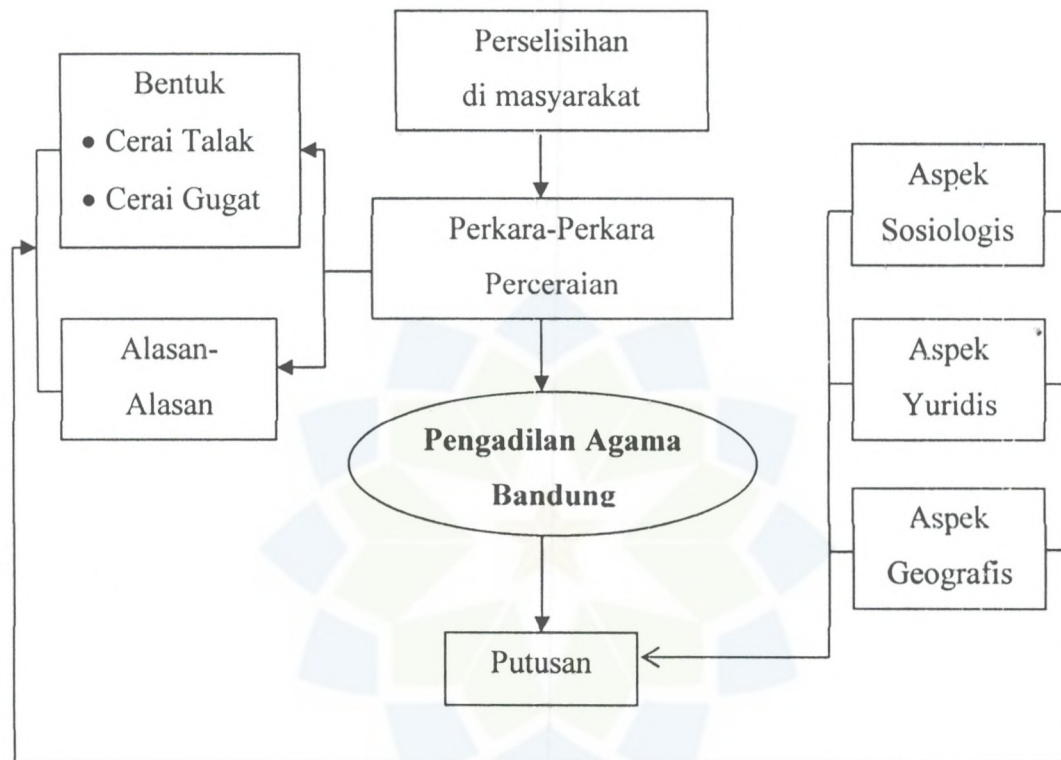 Perselisihan
di masyarakat
Bentuk
• Cerai Talak
• Cerai Gugat
Perkara-Perkara
Perceraian
Alasan-
Alasan
Pengadilan Agama
Bandung
Putusan
Aspek
Sosiologis
Aspek
Yuridis
Aspek
Geografis